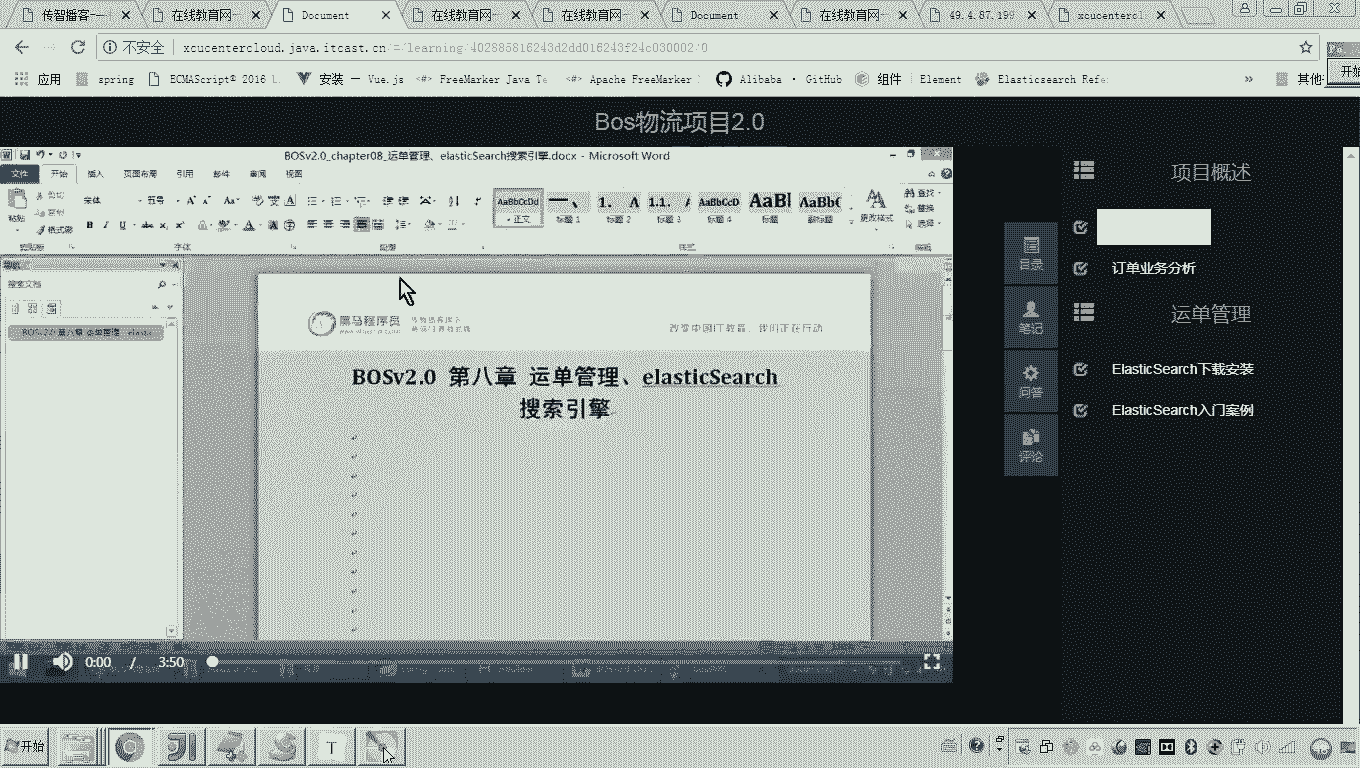 传智播客一
在线教育网
Document
在线教育网
在线教育网
Document
在线教育网
49.4.87.199
xcucentercl
不安全
xcucentercloud.java.itcast.cn/#/learning/402885816243d2dd016243f24c030002/0
应用
spring
ECMAScript® 2016 L
安装 — Vue.js
<#> FreeMarker Java Te
<#> Apache FreeMarker
Alibaba · GitHub
组件 | Element
Elasticsearch Refe
»
其他
开始
Bos物流项目2.0
BOSv2.0_chapter08_运单管理、elasticSearch搜索引擎.docx - Microsoft Word
文件
开始
插入
页面布局
引用
邮件
审阅
视图
粘贴
剪切
复制
格式刷
宋体
五号
AaBbCcDd
1. A
1.1. A
AaBbCcD
AaBl
AaBb(
正文
标题 1
标题 2
标题 3
标题 4
标题
副标题
更改样式
查找
替换
选择
剪贴板
字体
段落
样式
编辑
导航
搜索文档
黑马程序员
改变中国IT教育，我们正在行动
BOSv2.0 第八章 运单管理、elasticSearch
搜索引擎
0:00 / 3:50
目录
笔记
问答
评论
项目概述
订单业务分析
运单管理
ElasticSearch下载安装
ElasticSearch入门案例
开始
T